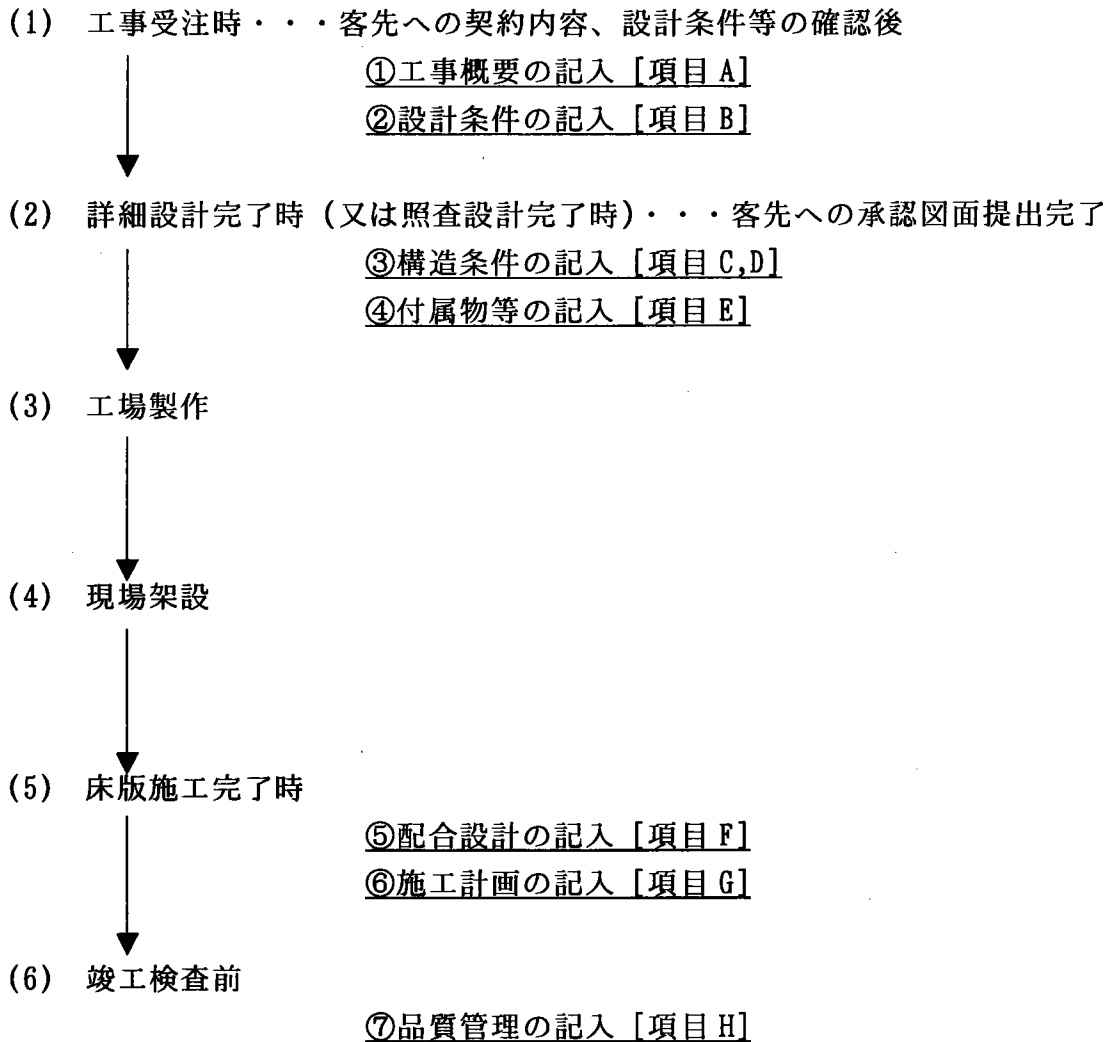 (1) 工事受注時・・・客先への契約内容、設計条件等の確認後
①工事概要の記入 [項目 A]
②設計条件の記入 [項目 B]
(2) 詳細設計完了時 (又は照査設計完了時)・・・客先への承認図面提出完了
③構造条件の記入 [項目 C,D]
④付属物等の記入 [項目 E]
(3) 工場製作
(4) 現場架設
(5) 床版施工完了時
⑤配合設計の記入 [項目 F]
⑥施工計画の記入 [項目 G]
(6) 竣工検査前
⑦品質管理の記入 [項目 H]